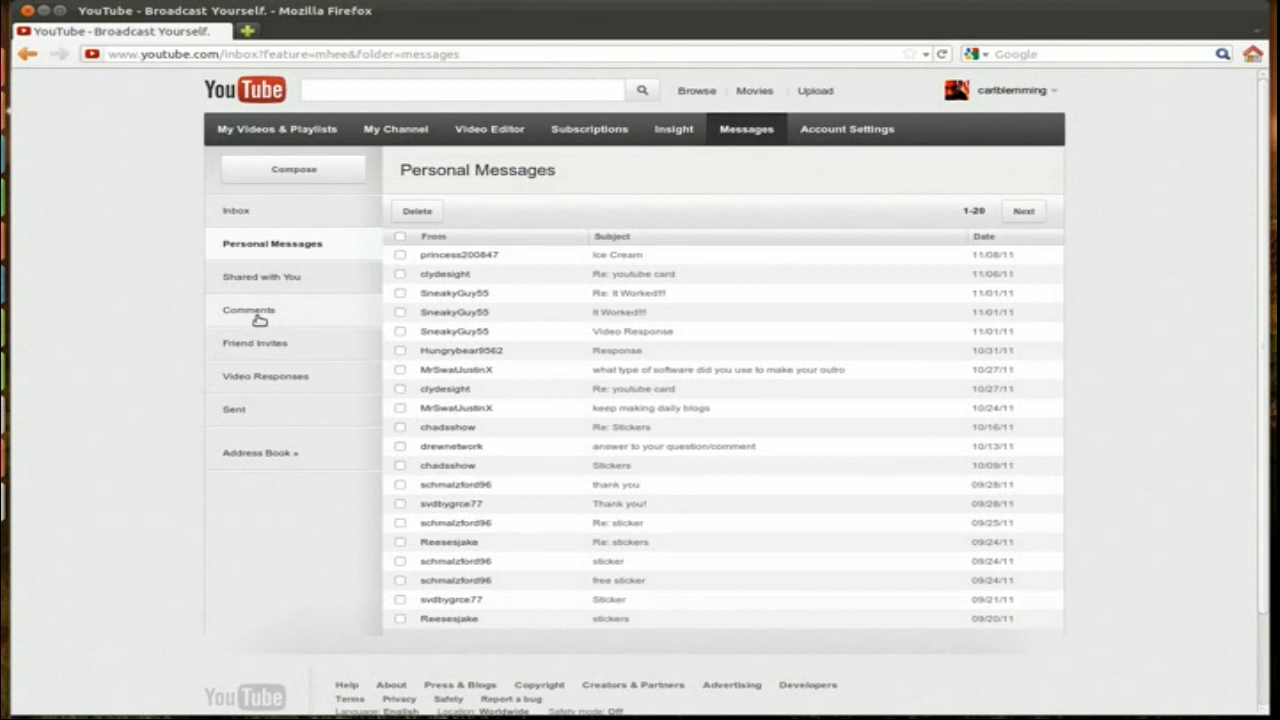 YouTube - Broadcast Yourself. - Mozilla Firefox
YouTube - Broadcast Yourself.
www.youtube.com/inbox?feature=mhee&folder=messages
Google
YouTube
Browse Movies Upload
carlblemming
My Videos & Playlists My Channel Video Editor Subscriptions Insight Messages Account Settings
Compose
Personal Messages
Inbox
Delete
1-20
Next
Personal Messages
Shared with You
Comments
Friend Invites
Video Responses
Sent
Address Book »
From Subject Date
princess200847 Ice Cream 11/08/11
clydesight Re: youtube card 11/06/11
SneakyGuy55 Re: It Worked!!! 11/01/11
SneakyGuy55 It Worked!!! 11/01/11
SneakyGuy55 Video Response 11/01/11
Hungrybear9562 Response 10/31/11
MrSwatJustinX what type of software did you use to make your outro 10/27/11
clydesight Re: youtube card 10/27/11
MrSwatJustinX keep making daily blogs 10/24/11
chadsshow Re: Stickers 10/16/11
drewnetwork answer to your question/comment 10/13/11
chadsshow Stickers 10/09/11
schmalzford96 thank you 09/28/11
svdbygrce77 Thank you! 09/28/11
schmalzford96 Re: sticker 09/25/11
Reesesjake Re: stickers 09/24/11
schmalzford96 sticker 09/24/11
schmalzford96 free sticker 09/24/11
svdbygrce77 Sticker 09/21/11
Reesesjake stickers 09/20/11
YouTube
Help About Press & Blogs Copyright Creators & Partners Advertising Developers
Terms Privacy Safety Report a bug
Language: English Location: Worldwide Safety mode: Off